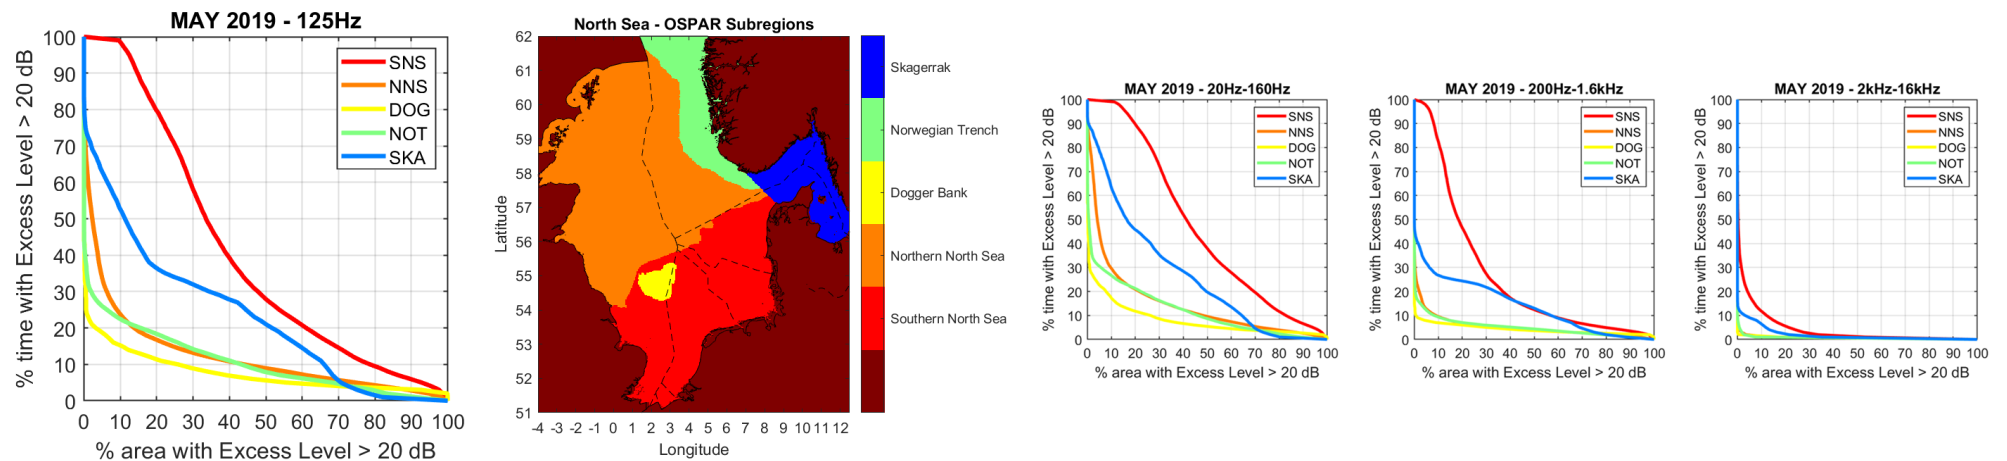 MAY 2019 - 125Hz
% time with Excess Level > 20 dB
100
90
80
70
60
50
40
30
20
10
0
SNS
NNS
DOG
NOT
SKA
0 10 20 30 40 50 60 70 80 90 100
% area with Excess Level > 20 dB
North Sea - OSPAR Subregions
Latitude
62
61
60
59
58
57
56
55
54
53
52
51
-4 -3 -2 -1 0 1 2 3 4 5 6 7 8 9 10 11 12
Longitude
Skagerrak
Norwegian Trench
Dogger Bank
Northern North Sea
Southern North Sea
MAY 2019 - 20Hz-160Hz
% time with Excess Level > 20 dB
100
90
80
70
60
50
40
30
20
10
0
SNS
NNS
DOG
NOT
SKA
0 10 20 30 40 50 60 70 80 90 100
% area with Excess Level > 20 dB
MAY 2019 - 200Hz-1.6kHz
% time with Excess Level > 20 dB
100
90
80
70
60
50
40
30
20
10
0
SNS
NNS
DOG
NOT
SKA
0 10 20 30 40 50 60 70 80 90 100
% area with Excess Level > 20 dB
MAY 2019 - 2kHz-16kHz
% time with Excess Level > 20 dB
100
90
80
70
60
50
40
30
20
10
0
SNS
NNS
DOG
NOT
SKA
0 10 20 30 40 50 60 70 80 90 100
% area with Excess Level > 20 dB